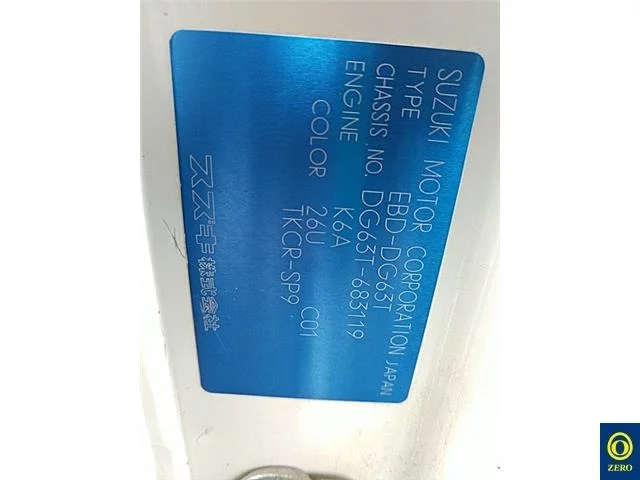 SUZUKI MOTOR CORPORATION JAPAN
TYPE EBD-DG63T
CHASSIS NO. DG63T-683119
ENGINE K6A
COLOR 26U C01
TKCR-SP9
スズキ株式会社
ZERO